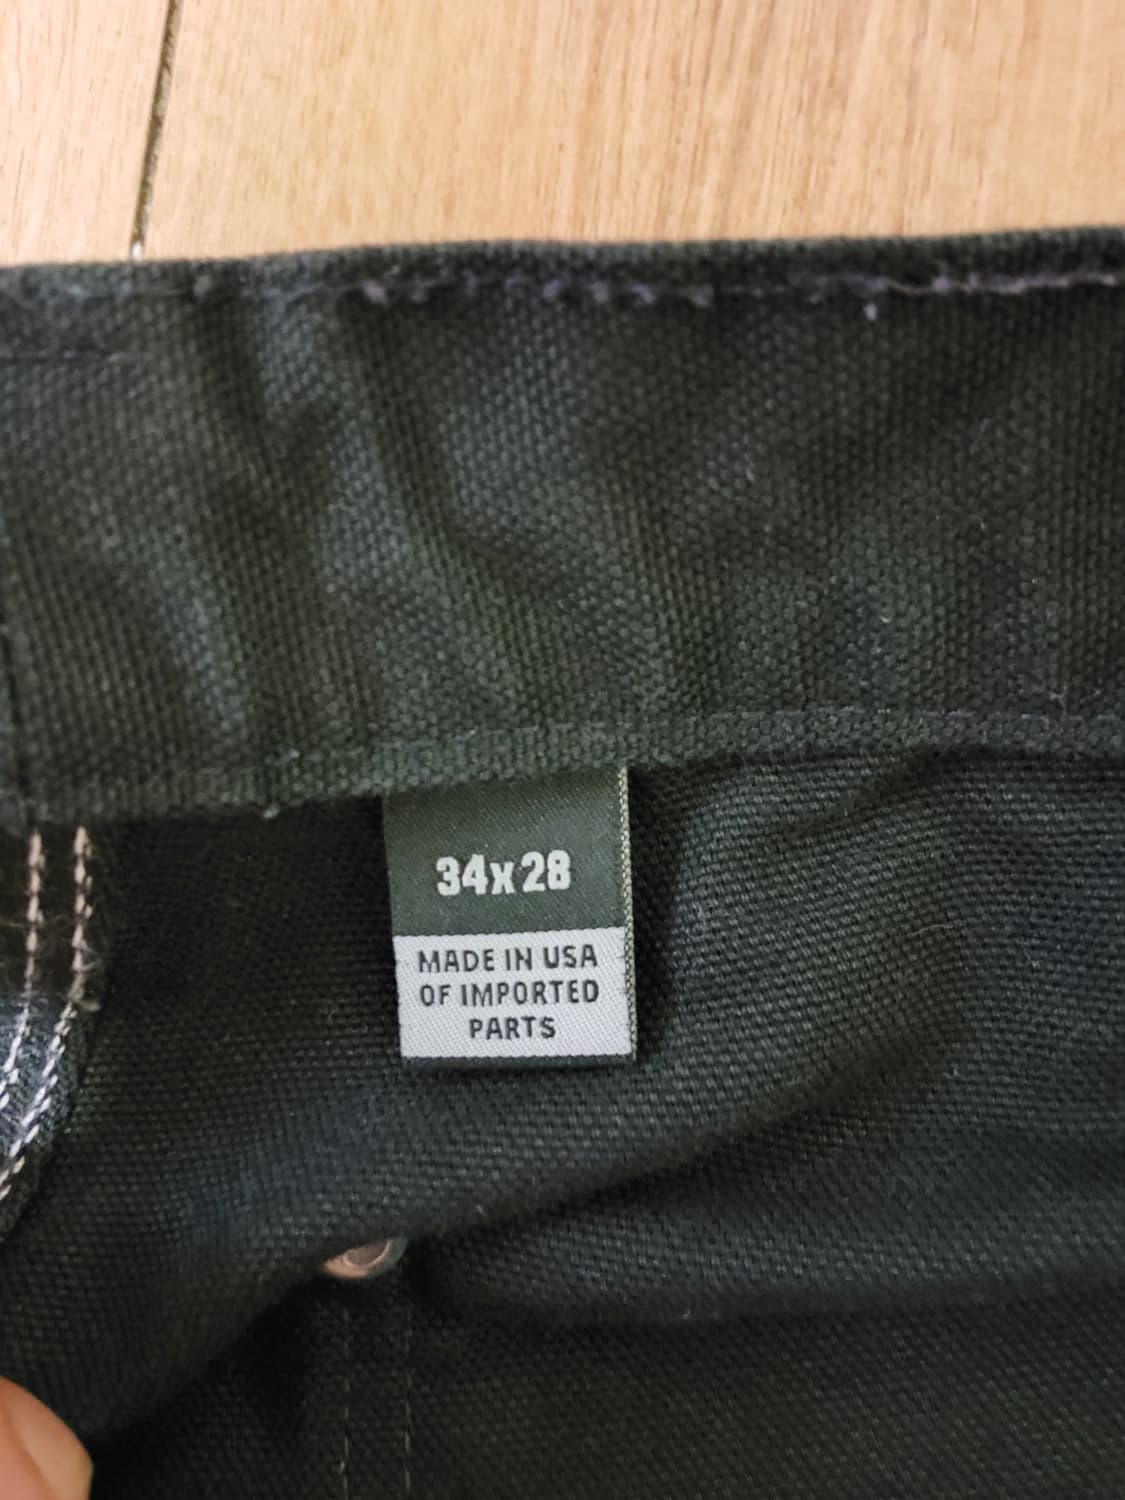 34x28
MADE IN USA
OF IMPORTED
PARTS